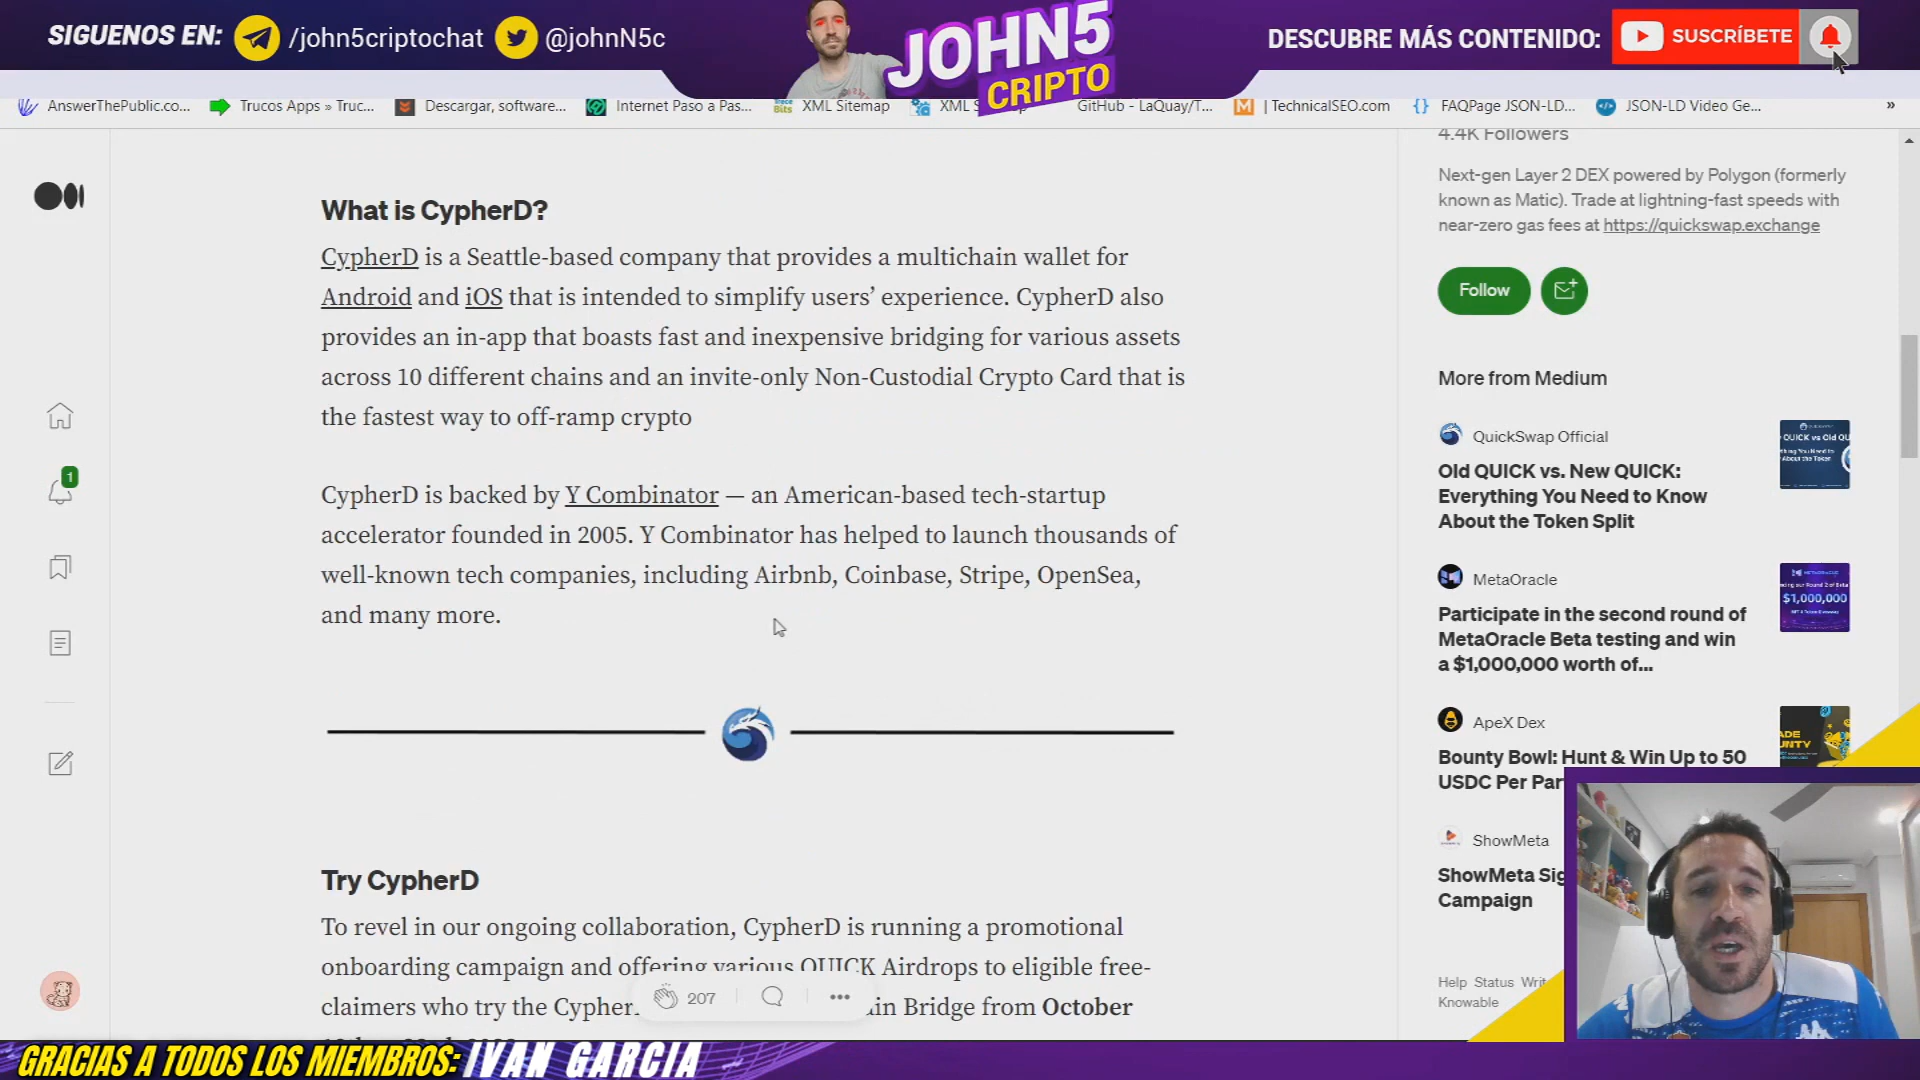 SIGUENOS EN:
/john5criptochat
@johnN5c
JOHN5
CRIPTO
DESCUBRE MÁS CONTENIDO:
SUSCRÍBETE
AnswerThePublic.co...
Trucos Apps » Truc...
Descargar, software...
Internet Paso a Pas...
XML Sitemap
XML S
GitHub - LaQuay/T...
| TechnicalSEO.com
FAQPage JSON-LD...
JSON-LD Video Ge...
»
What is CypherD?
CypherD is a Seattle-based company that provides a multichain wallet for
Android and iOS that is intended to simplify users’ experience. CypherD also
provides an in-app that boasts fast and inexpensive bridging for various assets
across 10 different chains and an invite-only Non-Custodial Crypto Card that is
the fastest way to off-ramp crypto
CypherD is backed by Y Combinator — an American-based tech-startup
accelerator founded in 2005. Y Combinator has helped to launch thousands of
well-known tech companies, including Airbnb, Coinbase, Stripe, OpenSea,
and many more.
Try CypherD
To revel in our ongoing collaboration, CypherD is running a promotional
onboarding campaign and offering various QUICK Airdrops to eligible free-
claimers who try the Cypher
ain Bridge from October
207
1
4.4K Followers
Next-gen Layer 2 DEX powered by Polygon (formerly
known as Matic). Trade at lightning-fast speeds with
near-zero gas fees at https://quickswap.exchange
Follow
More from Medium
QuickSwap Official
Old QUICK vs. New QUICK:
Everything You Need to Know
About the Token Split
MetaOracle
Participate in the second round of
MetaOracle Beta testing and win
a $1,000,000 worth of...
$1,000,000
ApeX Dex
Bounty Bowl: Hunt & Win Up to 50
USDC Per Par
ShowMeta
ShowMeta Sig
Campaign
Help Status Writ
Knowable
GRACIAS A TODOS LOS MIEMBROS: IVAN GARCIA